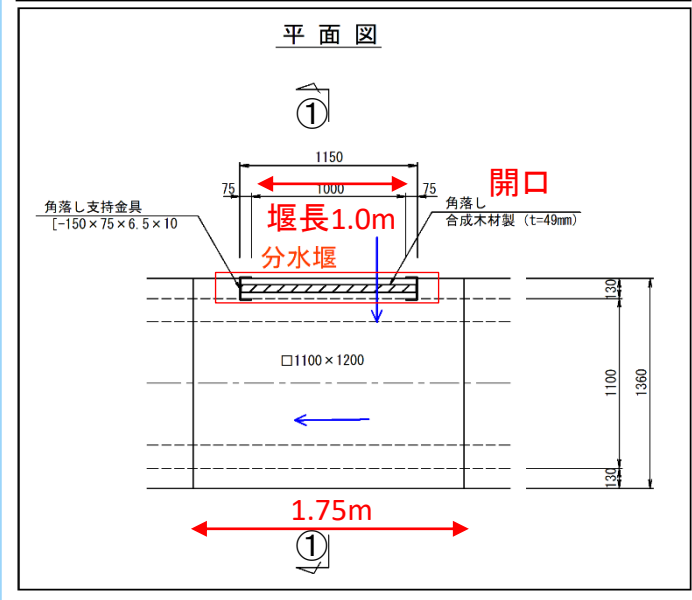 平 面 図
①
1150
75
1000
75
開口
角落し支持金具
[-150×75×6.5×10
堰長1.0m
角落し
合成木材製 (t=49mm)
分水堰
130
□1100×1200
1100
1360
130
1.75m
①